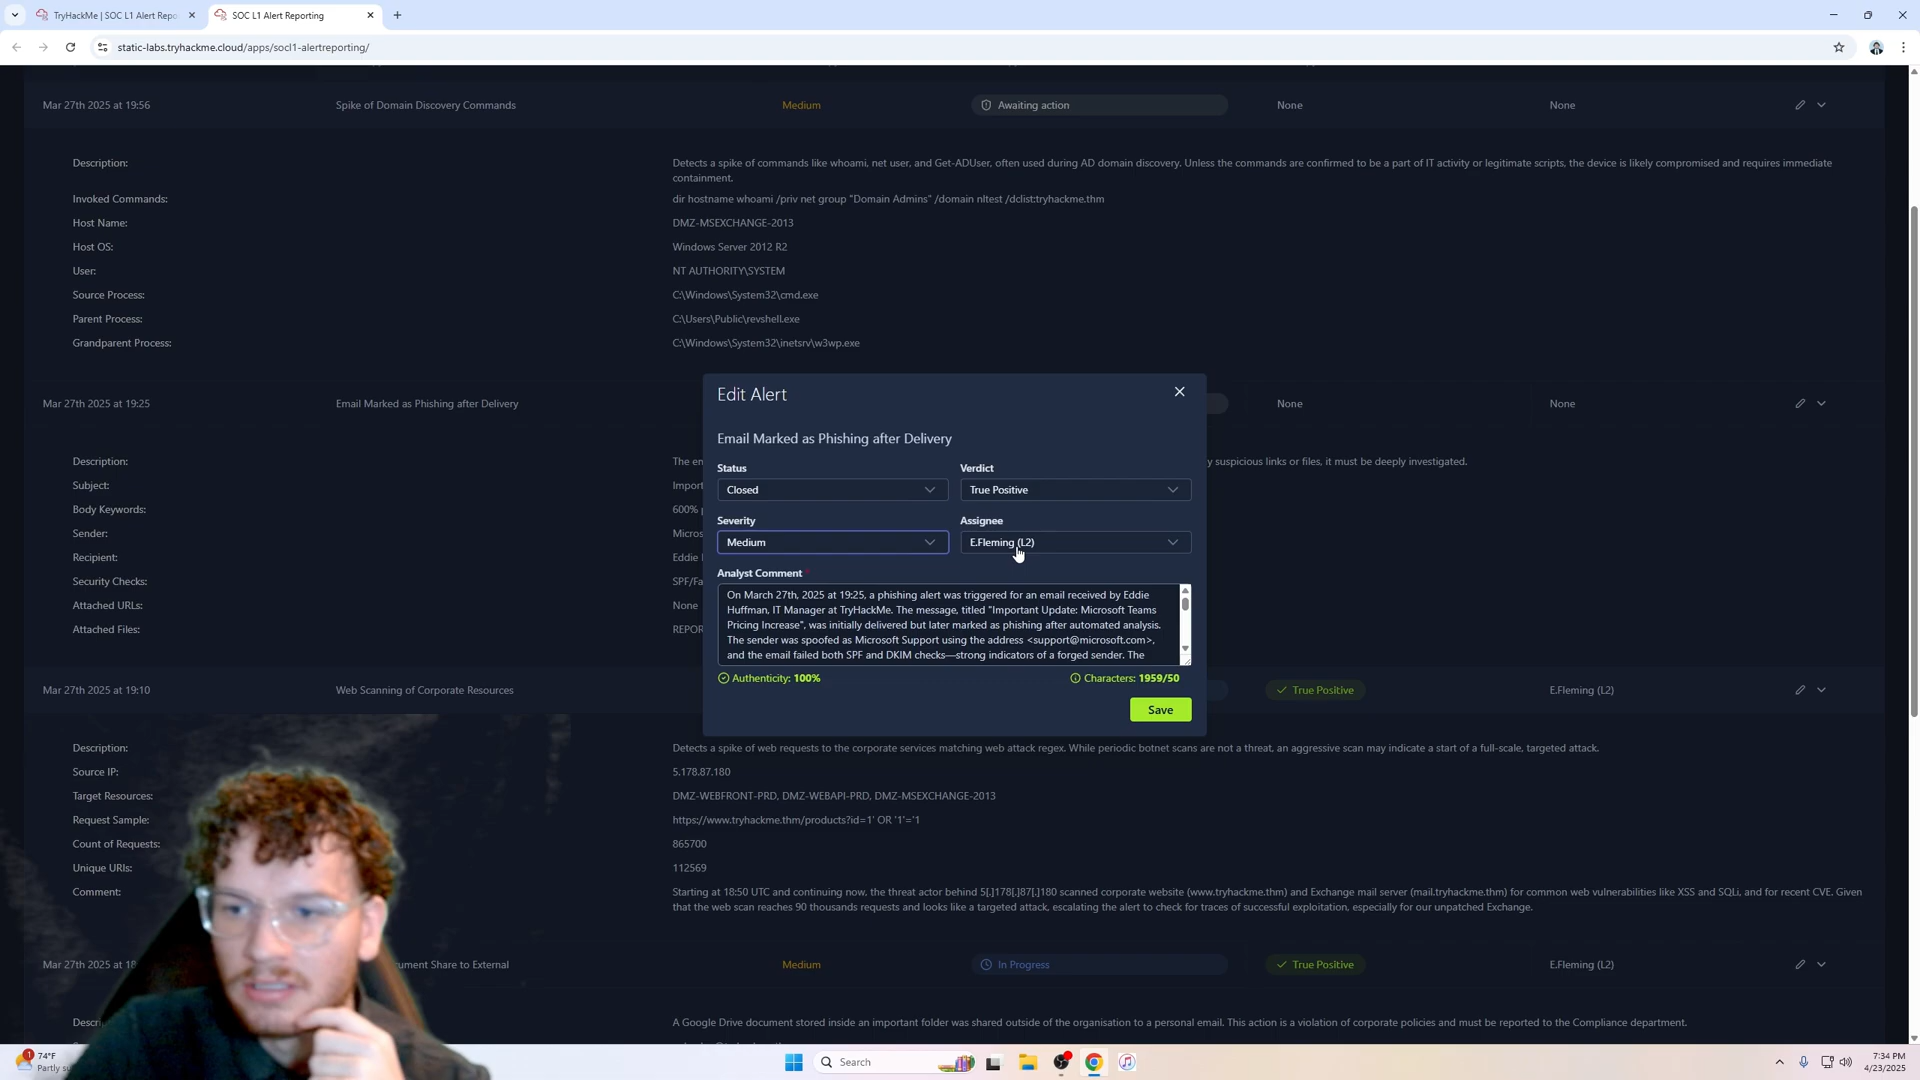 TryHackMe | SOC L1 Alert Repo
SOC L1 Alert Reporting
static-labs.tryhackme.cloud/apps/socl1-alertreporting/
Mar 27th 2025 at 19:56 Spike of Domain Discovery Commands Medium Awaiting action None None
Description: Detects a spike of commands like whoami, net user, and Get-ADUser, often used during AD domain discovery. Unless the commands are confirmed to be a part of IT activity or legitimate scripts, the device is likely compromised and requires immediate
containment.
Invoked Commands: dir hostname whoami /priv net group "Domain Admins" /domain nltest /dclist:tryhackme.thm
Host Name: DMZ-MSEXCHANGE-2013
Host OS: Windows Server 2012 R2
User: NT AUTHORITY\SYSTEM
Source Process: C:\Windows\System32\cmd.exe
Parent Process: C:\Users\Public\revshell.exe
Grandparent Process: C:\Windows\System32\inetsrv\w3wp.exe
Mar 27th 2025 at 19:25 Email Marked as Phishing after Delivery None None
Description: The en y suspicious links or files, it must be deeply investigated.
Subject: Import
Body Keywords: 600% p
Sender: Micros
Recipient: Eddie
Security Checks: SPF/Fa
Attached URLs: None
Attached Files: REPOR
Edit Alert
Email Marked as Phishing after Delivery
Status Verdict
Closed True Positive
Severity Assignee
Medium E.Fleming (L2)
Analyst Comment *
On March 27th, 2025 at 19:25, a phishing alert was triggered for an email received by Eddie
Huffman, IT Manager at TryHackMe. The message, titled "Important Update: Microsoft Teams
Pricing Increase", was initially delivered but later marked as phishing after automated analysis.
The sender was spoofed as Microsoft Support using the address <support@microsoft.com>,
and the email failed both SPF and DKIM checks—strong indicators of a forged sender. The
Authenticity: 100% Characters: 1959/50
Save
Mar 27th 2025 at 19:10 Web Scanning of Corporate Resources True Positive E.Fleming (L2)
Description: Detects a spike of web requests to the corporate services matching web attack regex. While periodic botnet scans are not a threat, an aggressive scan may indicate a start of a full-scale, targeted attack.
Source IP: 5.178.87.180
Target Resources: DMZ-WEBFRONT-PRD, DMZ-WEBAPI-PRD, DMZ-MSEXCHANGE-2013
Request Sample: https://www.tryhackme.thm/products?id=1' OR '1'='1
Count of Requests: 865700
Unique URIs: 112569
Comment: Starting at 18:50 UTC and continuing now, the threat actor behind 5[.]178[.]87[.]180 scanned corporate website (www.tryhackme.thm) and Exchange mail server (mail.tryhackme.thm) for common web vulnerabilities like XSS and SQLi, and for recent CVE. Given
that the web scan reaches 90 thousands requests and looks like a targeted attack, escalating the alert to check for traces of successful exploitation, especially for our unpatched Exchange.
Mar 27th 2025 at 18 ument Share to External Medium In Progress True Positive E.Fleming (L2)
Descri A Google Drive document stored inside an important folder was shared outside of the organisation to a personal email. This action is a violation of corporate policies and must be reported to the Compliance department.
1
74°F
Partly su
Search
7:34 PM
4/23/2025